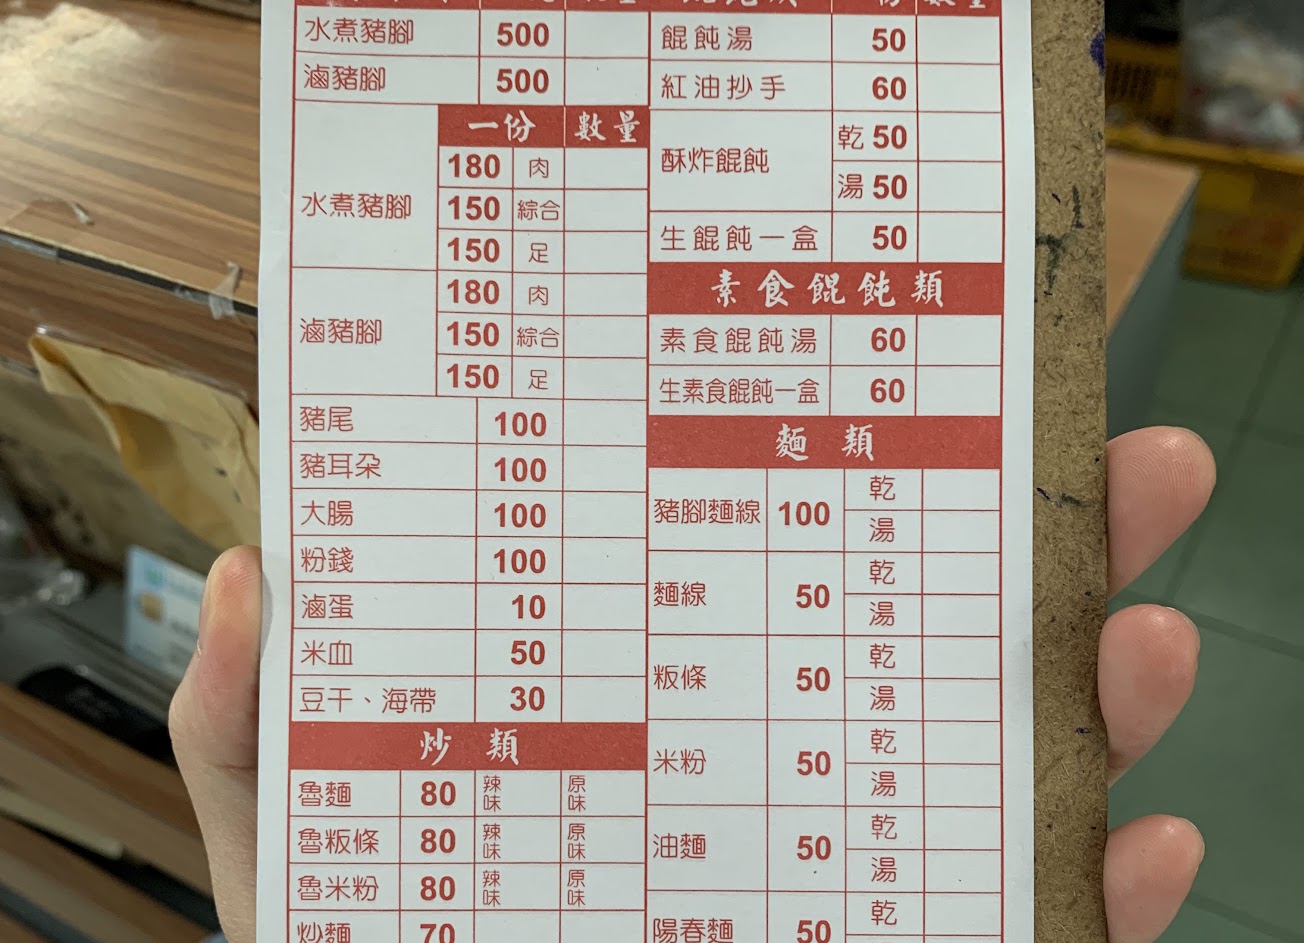 水煮豬腳 500
滷豬腳 500
一份 數量
水煮豬腳
180 肉
150 綜合
150 足
滷豬腳
180 肉
150 綜合
150 足
豬尾 100
豬耳朵 100
大腸 100
粉錢 100
滷蛋 10
米血 50
豆干、海帶 30
炒類
魯麵 80 辣味 原味
魯粄條 80 辣味 原味
魯米粉 80 辣味 原味
炒麵 70
餛飩湯 50
紅油抄手 60
酥炸餛飩
乾 50
湯 50
生餛飩一盒 50
素食餛飩類
素食餛飩湯 60
生素食餛飩一盒 60
麵類
豬腳麵線 100 乾
湯
麵線 50 乾
湯
粄條 50 乾
湯
米粉 50 乾
湯
油麵 50 乾
湯
陽春麵 50 乾